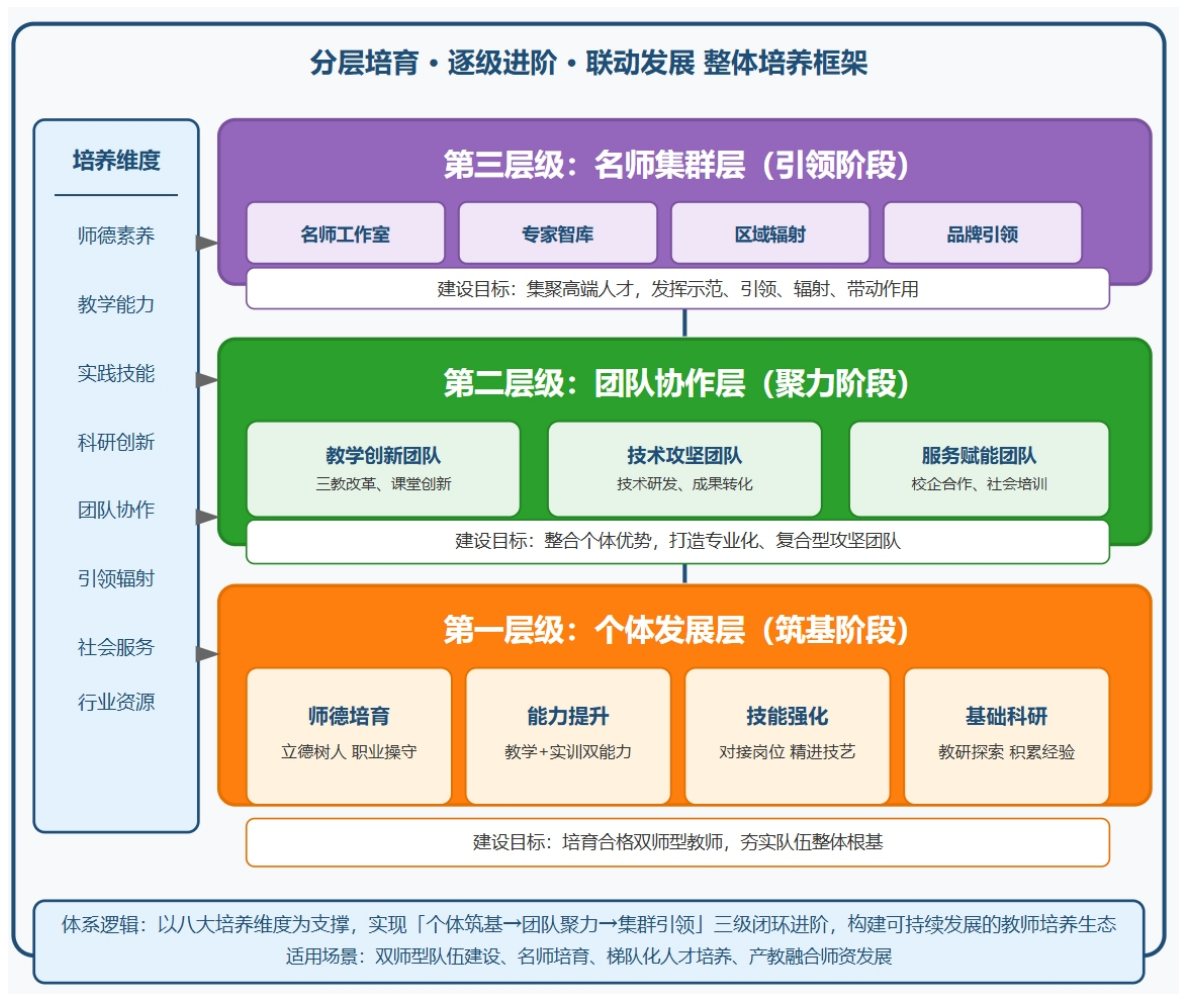 分层培育・逐级进阶・联动发展 整体培养框架
培养维度
师德素养
教学能力
实践技能
科研创新
团队协作
引领辐射
社会服务
行业资源
第三层级：名师集群层（引领阶段）
名师工作室
专家智库
区域辐射
品牌引领
建设目标：集聚高端人才，发挥示范、引领、辐射、带动作用
第二层级：团队协作层（聚力阶段）
教学创新团队
三教改革、课堂创新
技术攻坚团队
技术研发、成果转化
服务赋能团队
校企合作、社会培训
建设目标：整合个体优势，打造专业化、复合型攻坚团队
第一层级：个体发展层（筑基阶段）
师德培育
立德树人 职业操守
能力提升
教学+实训双能力
技能强化
对接岗位 精进技艺
基础科研
教研探索 积累经验
建设目标：培育合格双师型教师，夯实队伍整体根基
体系逻辑：以八大培养维度为支撑，实现「个体筑基→团队聚力→集群引领」三级闭环进阶，构建可持续发展的教师培养生态
适用场景：双师型队伍建设、名师培育、梯队化人才培养、产教融合师资发展